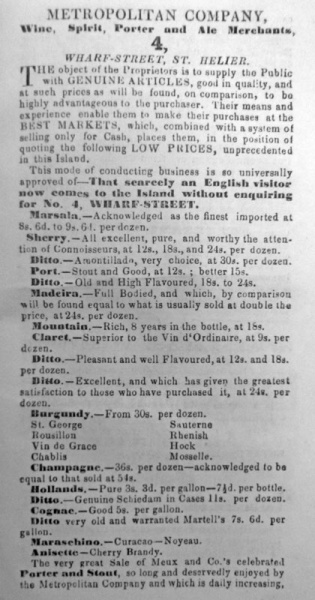 METROPOLITAN COMPANY,
Wine, Spirit, Porter and Ale Merchants,
4,
WHARF-STREET, ST. HELIER.
THE object of the Proprietors is to supply the Public
with GENUINE ARTICLES, good in quality, and
at such prices as will be found, on comparison, to be
highly advantageous to the purchaser. Their means and
experience enable them to make their purchases at the
BEST MARKETS, which, combined with a system of
selling only for Cash, places them, in the position of
quoting the following LOW PRICES, unprecedented
in this Island.
This mode of conducting business is so universally
approved of—That scarcely an English visitor
now comes to the Island without enquiring
for No. 4, WHARF-STREET.
Marsala,—Acknowledged as the finest imported at
8s. 6d. to 9s. 6d. per dozen.
Sherry.—All excellent, pure, and worthy the atten-
tion of Connoiseurs, at 12s., 18s., and 24s. per dozen.
Ditto.—Amontillado, very choice, at 30s. per dozen.
Port.—Stout and Good, at 12s. ; better 15s.
Ditto.—Old and High Flavoured, 18s. to 24s.
Madeira.—Full Bodied, and which, by comparison
will be found equal to what is usually sold at double the
price, at 24s. per dozen.
Mountain.—Rich, 8 years in the bottle, at 18s.
Claret.—Superior to the Vin d'Ordinaire, at 9s. per
dozen.
Ditto.—Pleasant and well Flavoured, at 12s. and 18s.
per dozen.
Ditto.—Excellent, and which has given the greatest
satisfaction to those who have purchased it, at 24s. per
dozen.
Burgundy.—From 30s. per dozen.
St. George Sauterne
Rousillon Rhenish
Vin de Grace Hock
Chablis Mosselle.
Champagne.—36s. per dozen—acknowledged to be
equal to that sold at 54s.
Hollands.—Pure 3s. 3d. per gallon—7½d. per bottle.
Ditto.—Genuine Schiedam in Cases 11s. per dozen.
Cognac.—Good 5s. per gallon.
Ditto very old and warranted Martell's 7s. 6d. per
gallon.
Maraschino.—Curacao—Noyeau.
Anisette—Cherry Brandy.
The very great Sale of Meux and Co.'s celebrated
Porter and Stout, so long and deservedly enjoyed by
the Metropolitan Company and which is daily increasing,